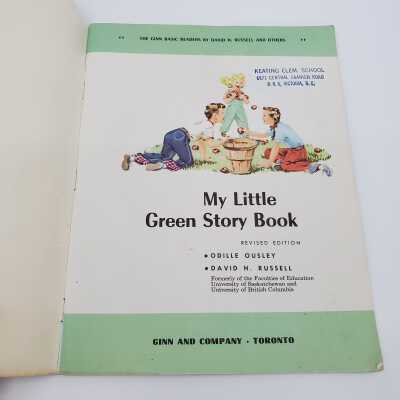 " THE GINN BASIC READERS BY DAVID H. RUSSELL AND OTHERS "
KEATING ELEM. SCHOOL
CENTRAL SAANICH ROAD
R.R. 5, VICTORIA, B.C.
My Little
Green Story Book
REVISED EDITION
• ODILLE OUSLEY
• DAVID H. RUSSELL
Formerly of the Faculties of Education
University of Saskatchewan and
University of British Columbia
GINN AND COMPANY · TORONTO